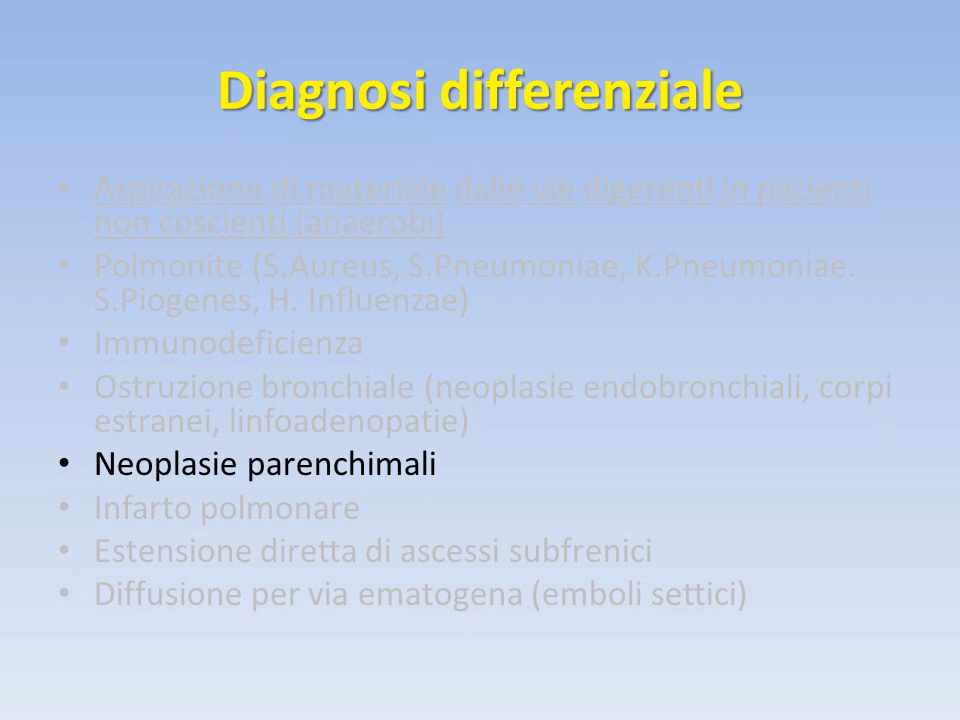 Diagnosi differenziale
• Aspirazione di materiale dalle vie digerenti in pazienti
non coscienti (anaerobi)
• Polmonite (S.Aureus, S.Pneumoniae, K.Pneumoniae.
S.Piogenes, H. Influenzae)
• Immunodeficienza
• Ostruzione bronchiale (neoplasie endobronchiali, corpi
estranei, linfoadenopatie)
• Neoplasie parenchimali
• Infarto polmonare
• Estensione diretta di ascessi subfrenici
• Diffusione per via ematogena (emboli settici)